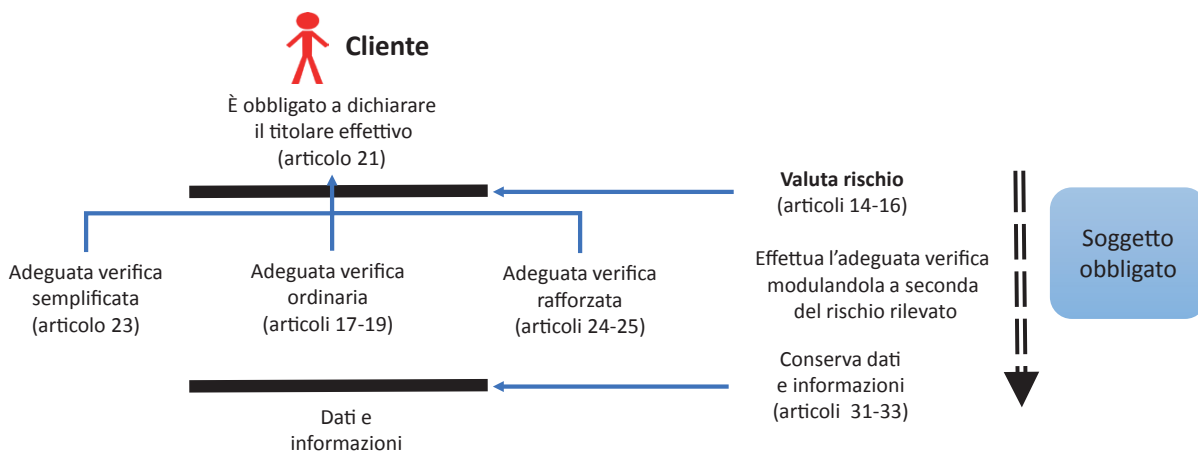 Cliente
È obbligato a dichiarare
il titolare effettivo
(articolo 21)
Valuta rischio
(articoli 14-16)
Soggetto
obbligato
Adeguata verifica
semplificata
(articolo 23)
Adeguata verifica
ordinaria
(articoli 17-19)
Adeguata verifica
rafforzata
(articoli 24-25)
Effettua l'adeguata verifica
modulandola a seconda
del rischio rilevato
Conserva dati
e informazioni
(articoli 31-33)
Dati e
informazioni